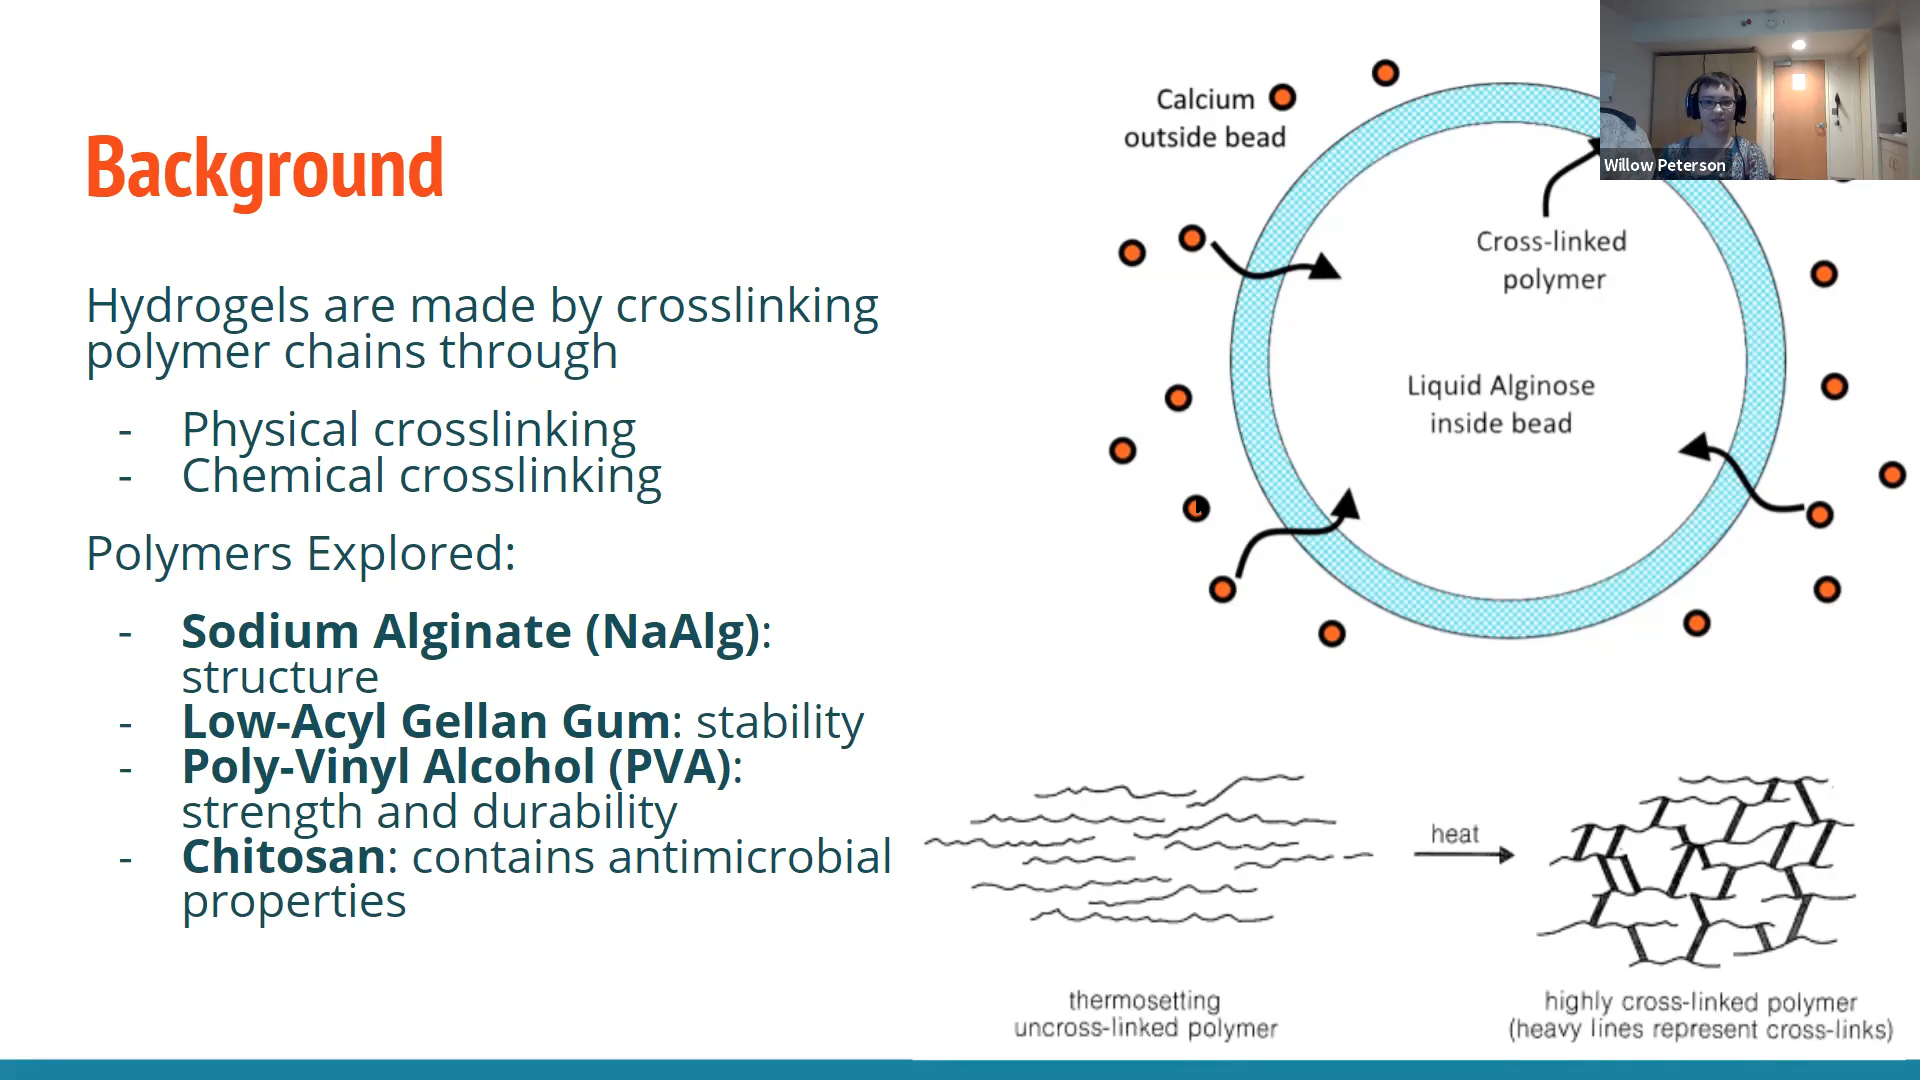 Background
Hydrogels are made by crosslinking
polymer chains through
- Physical crosslinking
- Chemical crosslinking
Polymers Explored:
- Sodium Alginate (NaAlg):
structure
- Low-Acyl Gellan Gum: stability
- Poly-Vinyl Alcohol (PVA):
strength and durability
- Chitosan: contains antimicrobial
properties
Calcium
outside bead
Cross-linked
polymer
Liquid Alginose
inside bead
Willow Peterson
heat
thermosetting
uncross-linked polymer
highly cross-linked polymer
(heavy lines represent cross-links)